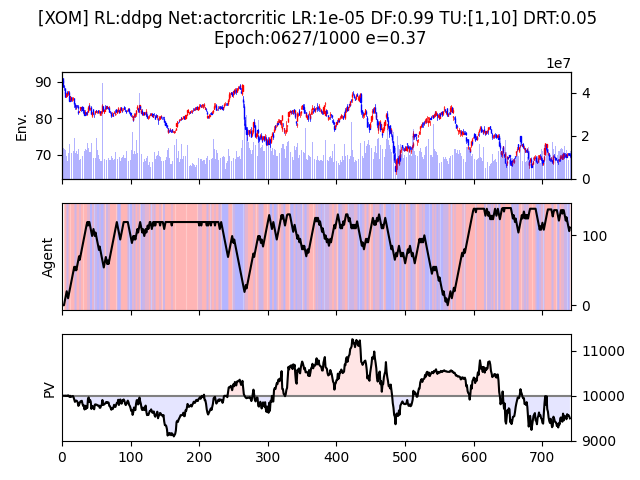 [XOM] RL:ddpg Net:actorcritic LR:1e-05 DF:0.99 TU:[1,10] DRT:0.05
Epoch:0627/1000 e=0.37
1e7
90
80
70
Env.
4
2
0
Agent
100
0
PV
11000
10000
9000
0 100 200 300 400 500 600 700